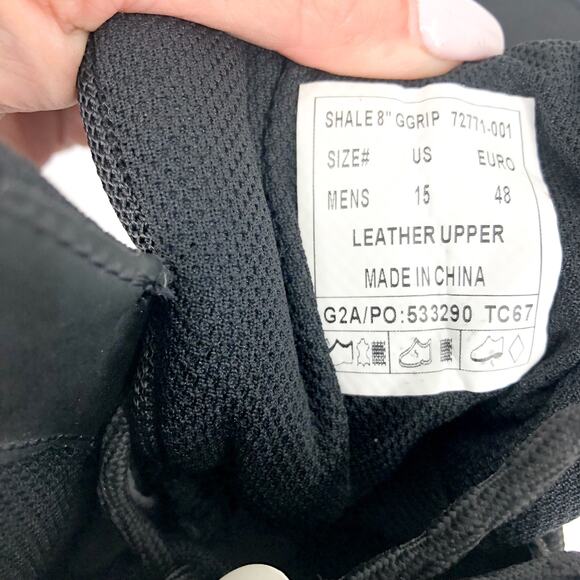 SHALE 8" GGRIP 72771-001
SIZE# US EURO
MENS 15 48
LEATHER UPPER
MADE IN CHINA
G2A/PO:533290 TC67